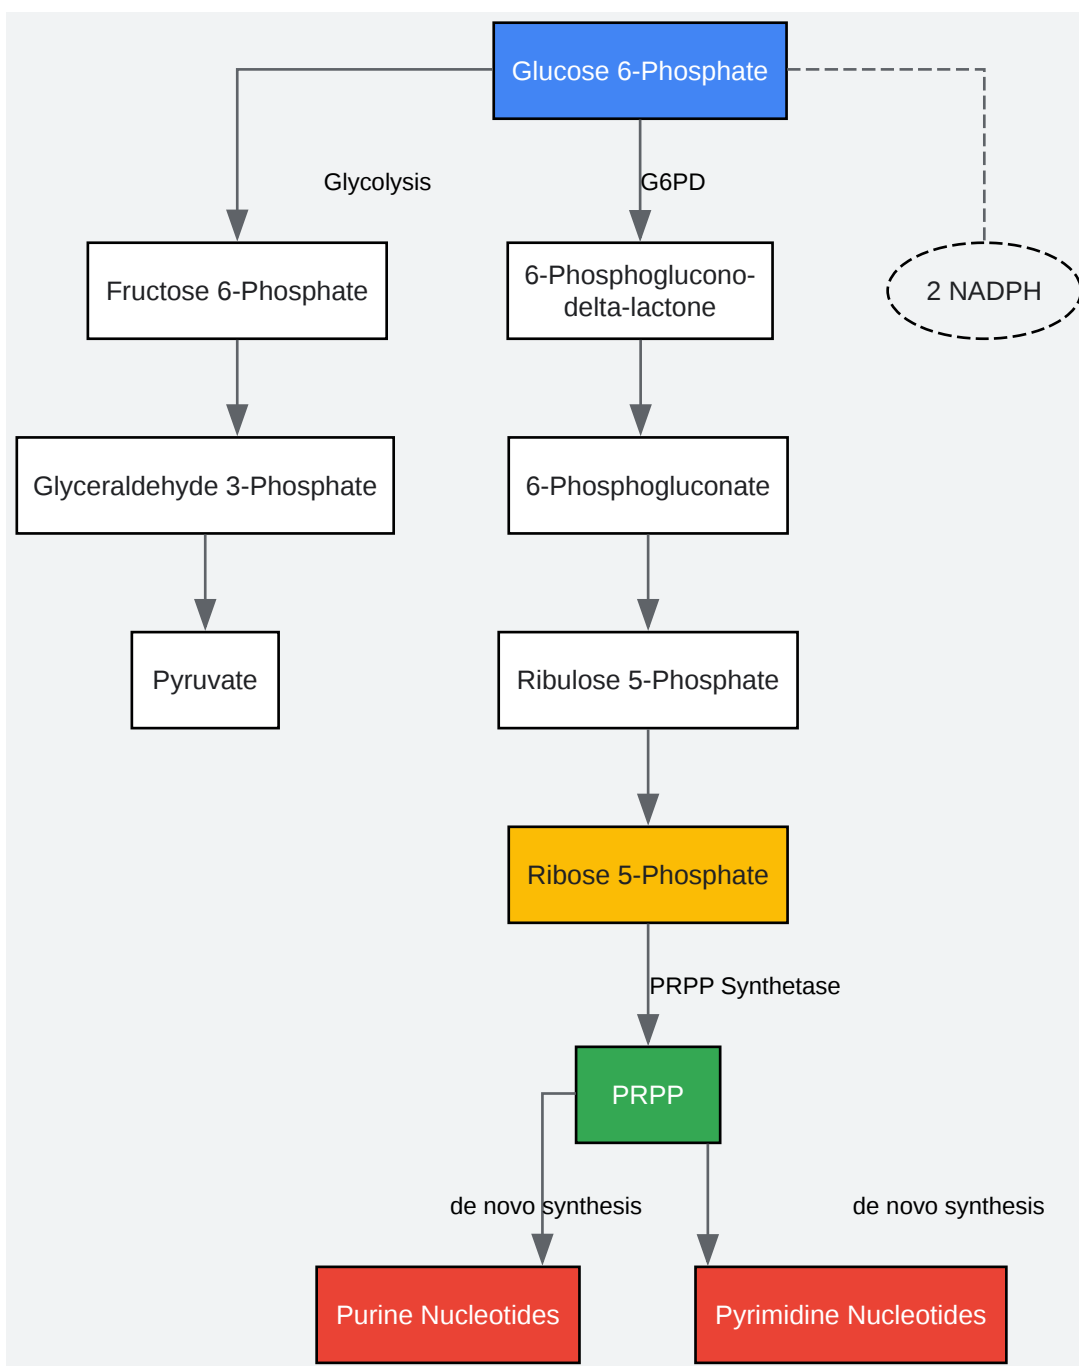 Glucose 6-Phosphate
Glycolysis
G6PD
Fructose 6-Phosphate
6-Phosphoglucono-
delta-lactone
2 NADPH
Glyceraldehyde 3-Phosphate
6-Phosphogluconate
Pyruvate
Ribulose 5-Phosphate
Ribose 5-Phosphate
PRPP Synthetase
PRPP
de novo synthesis
de novo synthesis
Purine Nucleotides
Pyrimidine Nucleotides